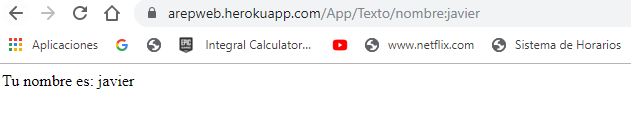 arepweb.herokuapp.com/App/Texto/nombre:javier
Aplicaciones EPIC Integral Calculator... www.netflix.com Sistema de Horarios
Tu nombre es: javier